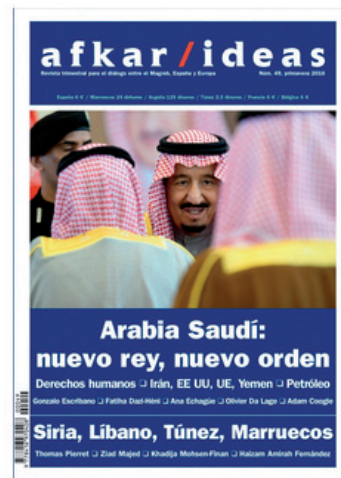 afkar/ideas
Revista trimestral para el diálogo entre el Magreb, España y Europa
Núm. 49, primavera 2016
España 6 € / Marruecos 24 dirhams / Argelia 125 dinares / Túnez 2,5 dinares / Francia 6 € / Bélgica 6 €
Arabia Saudí:
nuevo rey, nuevo orden
Derechos humanos ❏ Irán, EE UU, UE, Yemen ❏ Petróleo
Gonzalo Escribano ❏ Fatiha Dazi-Héni ❏ Ana Echagüe ❏ Olivier Da Lage ❏ Adam Coogle
Siria, Líbano, Túnez, Marruecos
Thomas Pierret ❏ Ziad Majed ❏ Khadija Mohsen-Finan ❏ Haizam Amirah Fernández
00049